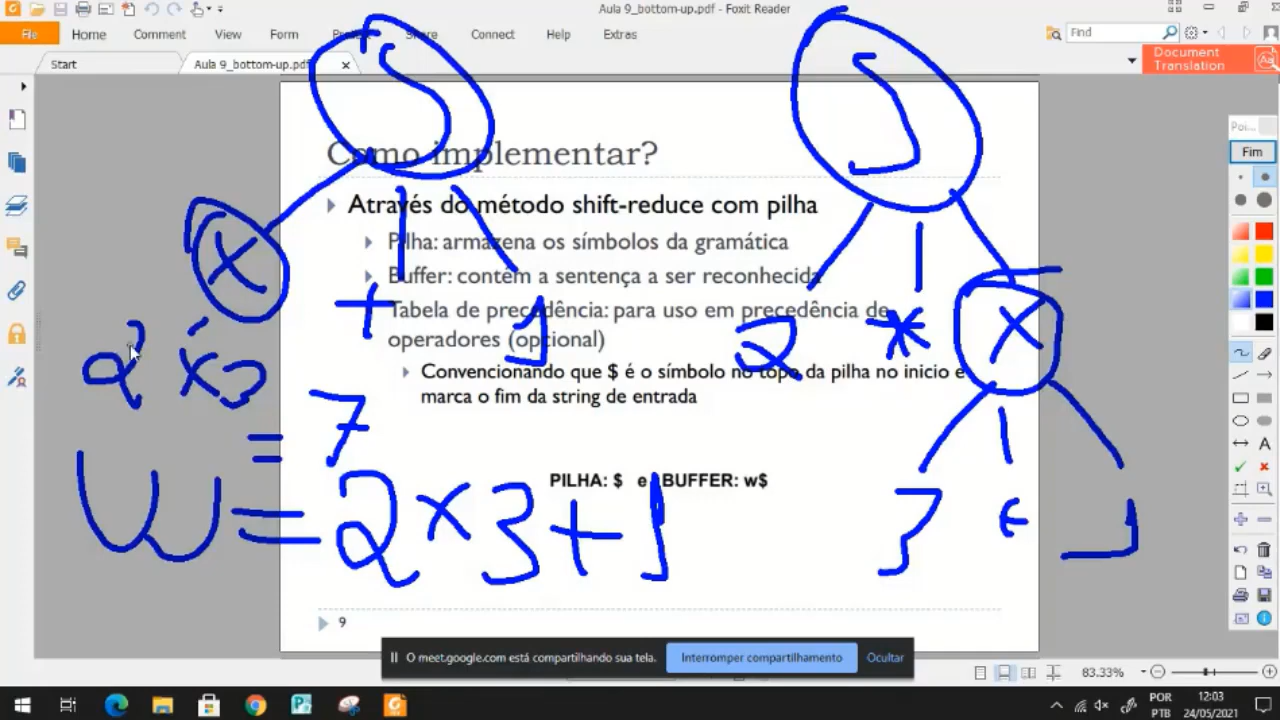 Aula 9_bottom-up.pdf - Foxit Reader
File Home Comment View Form Share Connect Help Extras
Find
Start
Aula 9_bottom-up.pdf
Document Translation
Fim
Como implementar?
Através do método shift-reduce com pilha
Pilha: armazena os símbolos da gramática
Buffer: contém a sentença a ser reconhecida
Tabela de precedência: para uso em precedência de
operadores (opcional)
Convencionando que $ é o símbolo no topo da pilha no inicio e
marca o fim da string de entrada
PILHA: $ e BUFFER: w$
9
S
X
+ 1
2 x 3
= 7
W = 2 x 3 + 1
S
2 * X
3 + 1
O meet.google.com está compartilhando sua tela.
Interromper compartilhamento
Ocultar
83.33%
POR
PTB
12:03
24/05/2021